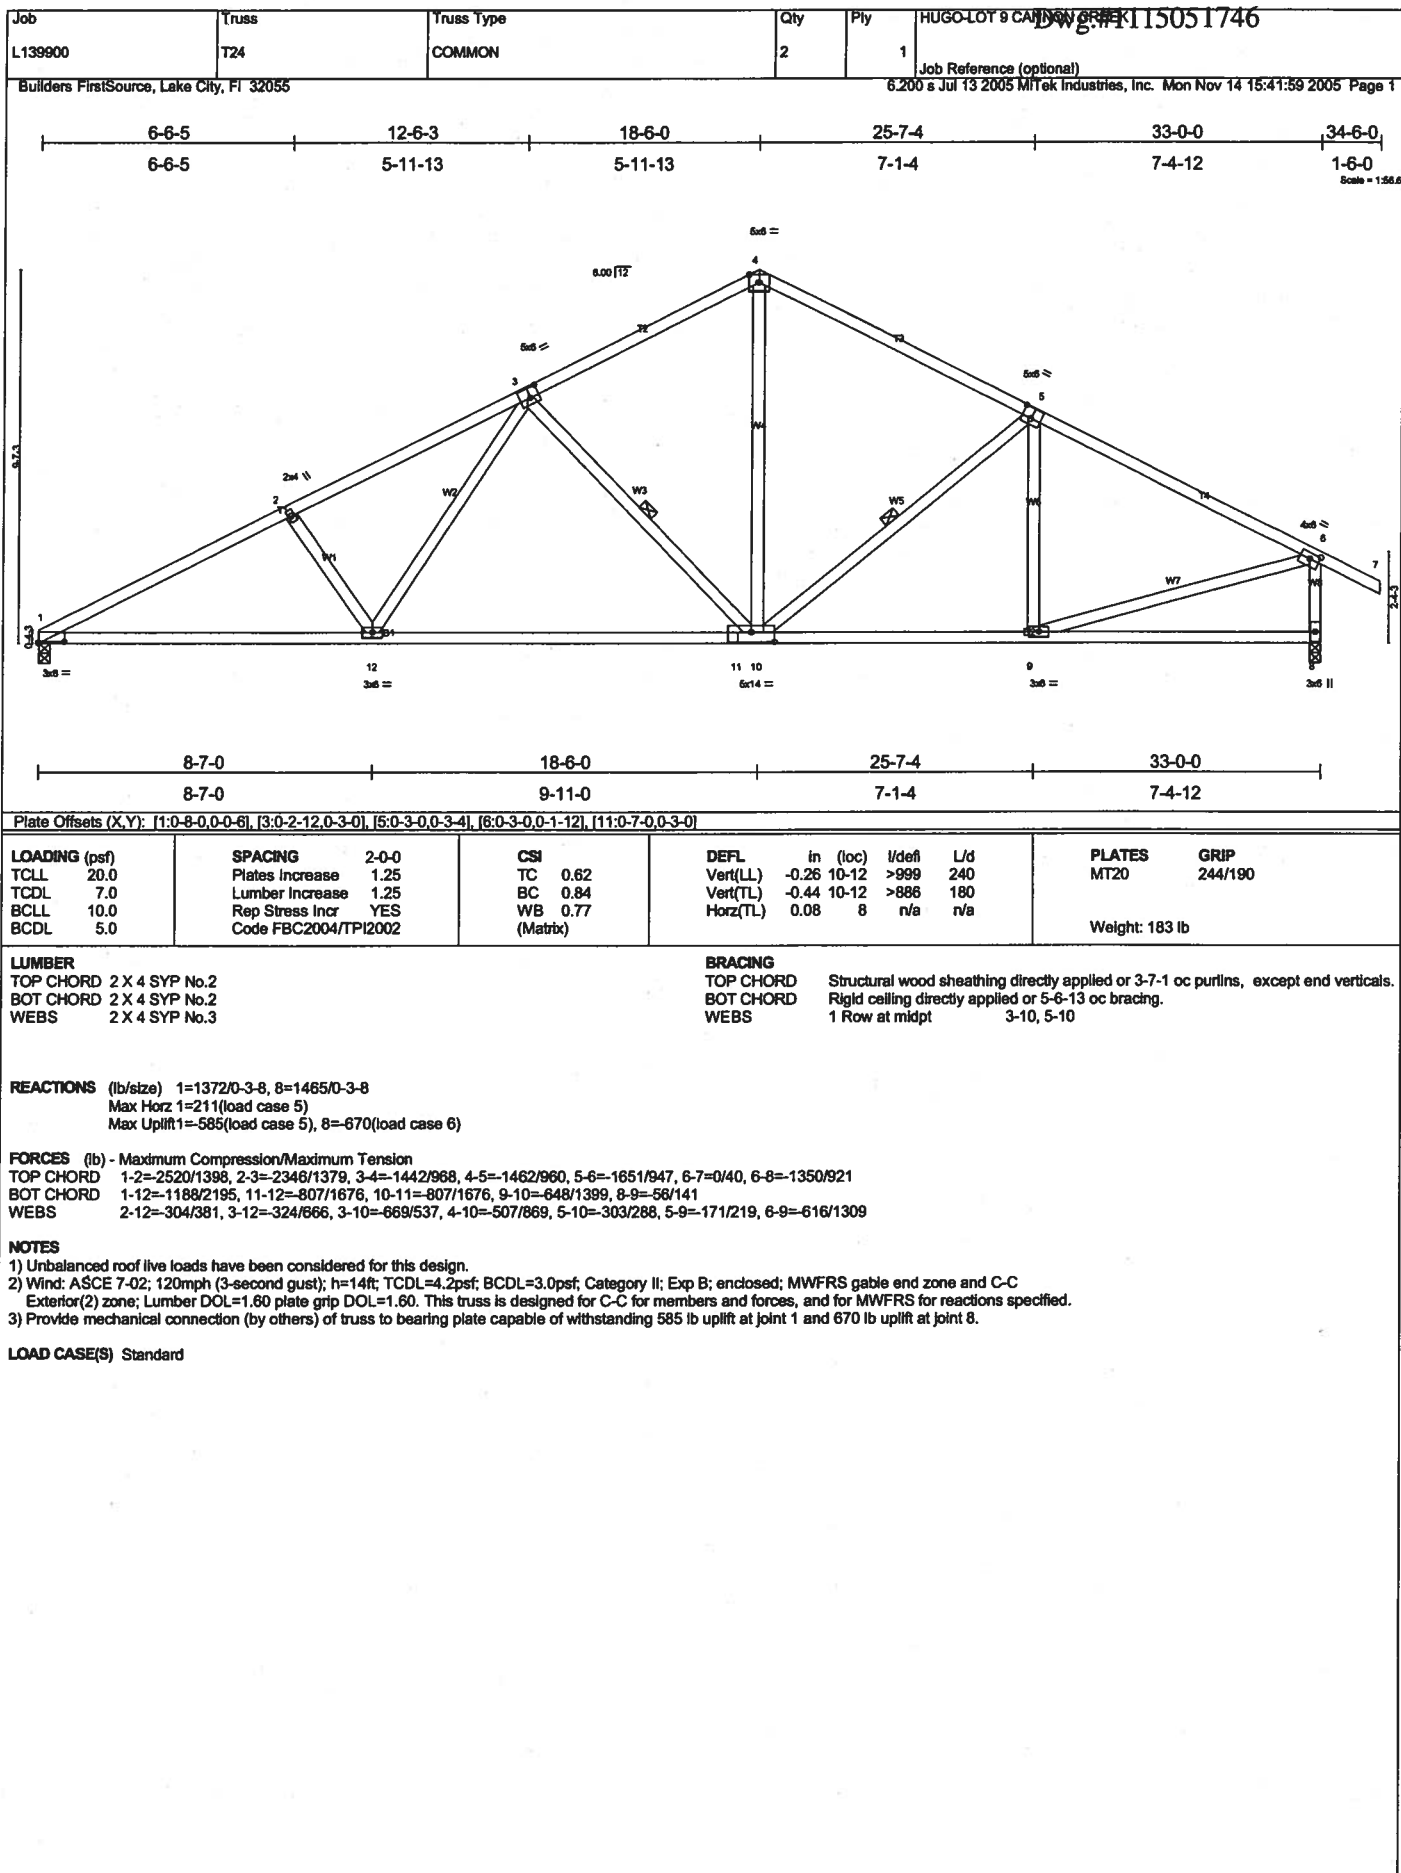 Job Truss Truss Type Qty Ply HUGO-LOT 9 CANNON CREEK Dwg.#1115051746
L139900 T24 COMMON 2 1
Job Reference (optional)
Builders FirstSource, Lake City, Fl 32055 6.200 s Jul 13 2005 MiTek Industries, Inc. Mon Nov 14 15:41:59 2005 Page 1
6-6-5 12-6-3 18-6-0 25-7-4 33-0-0 34-6-0
6-6-5 5-11-13 5-11-13 7-1-4 7-4-12 1-6-0
Scale = 1:56.6
5x6 =
4
6.00 12
T2 T3
5x6 =
3
5x6 =
5
9-7-3
2x4 ||
2
T1
W1 W2 W3 W4 W5 W6 T4
4x6 =
6
7
W7 W8
2-4-3
1
0-4-3
B1
12 11 10 9 8
3x6 = 3x6 = 5x14 = 3x6 = 3x6 ||
8-7-0 18-6-0 25-7-4 33-0-0
8-7-0 9-11-0 7-1-4 7-4-12
Plate Offsets (X,Y): [1:0-8-0,0-0-6], [3:0-2-12,0-3-0], [5:0-3-0,0-3-4], [6:0-3-0,0-1-12], [11:0-7-0,0-3-0]
LOADING (psf) SPACING 2-0-0 CSI DEFL in (loc) l/defl L/d PLATES GRIP
TCLL 20.0 Plates Increase 1.25 TC 0.62 Vert(LL) -0.26 10-12 >999 240 MT20 244/190
TCDL 7.0 Lumber Increase 1.25 BC 0.84 Vert(TL) -0.44 10-12 >886 180
BCLL 10.0 Rep Stress Incr YES WB 0.77 Horz(TL) 0.08 8 n/a n/a
BCDL 5.0 Code FBC2004/TPI2002 (Matrix) Weight: 183 lb
LUMBER
TOP CHORD 2 X 4 SYP No.2
BOT CHORD 2 X 4 SYP No.2
WEBS 2 X 4 SYP No.3
BRACING
TOP CHORD Structural wood sheathing directly applied or 3-7-1 oc purlins, except end verticals.
BOT CHORD Rigid ceiling directly applied or 5-6-13 oc bracing.
WEBS 1 Row at midpt 3-10, 5-10
REACTIONS (lb/size) 1=1372/0-3-8, 8=1465/0-3-8
Max Horz 1=211(load case 5)
Max Uplift1=-585(load case 5), 8=-670(load case 6)
FORCES (lb) - Maximum Compression/Maximum Tension
TOP CHORD 1-2=-2520/1398, 2-3=-2346/1379, 3-4=-1442/968, 4-5=-1462/960, 5-6=-1651/947, 6-7=0/40, 6-8=-1350/921
BOT CHORD 1-12=-1188/2195, 11-12=-807/1676, 10-11=-807/1676, 9-10=-648/1399, 8-9=-56/141
WEBS 2-12=-304/381, 3-12=-324/666, 3-10=-669/537, 4-10=-507/869, 5-10=-303/288, 5-9=-171/219, 6-9=-616/1309
NOTES
1) Unbalanced roof live loads have been considered for this design.
2) Wind: ASCE 7-02; 120mph (3-second gust); h=14ft; TCDL=4.2psf; BCDL=3.0psf; Category II; Exp B; enclosed; MWFRS gable end zone and C-C
Exterior(2) zone; Lumber DOL=1.60 plate grip DOL=1.60. This truss is designed for C-C for members and forces, and for MWFRS for reactions specified.
3) Provide mechanical connection (by others) of truss to bearing plate capable of withstanding 585 lb uplift at joint 1 and 670 lb uplift at joint 8.
LOAD CASE(S) Standard